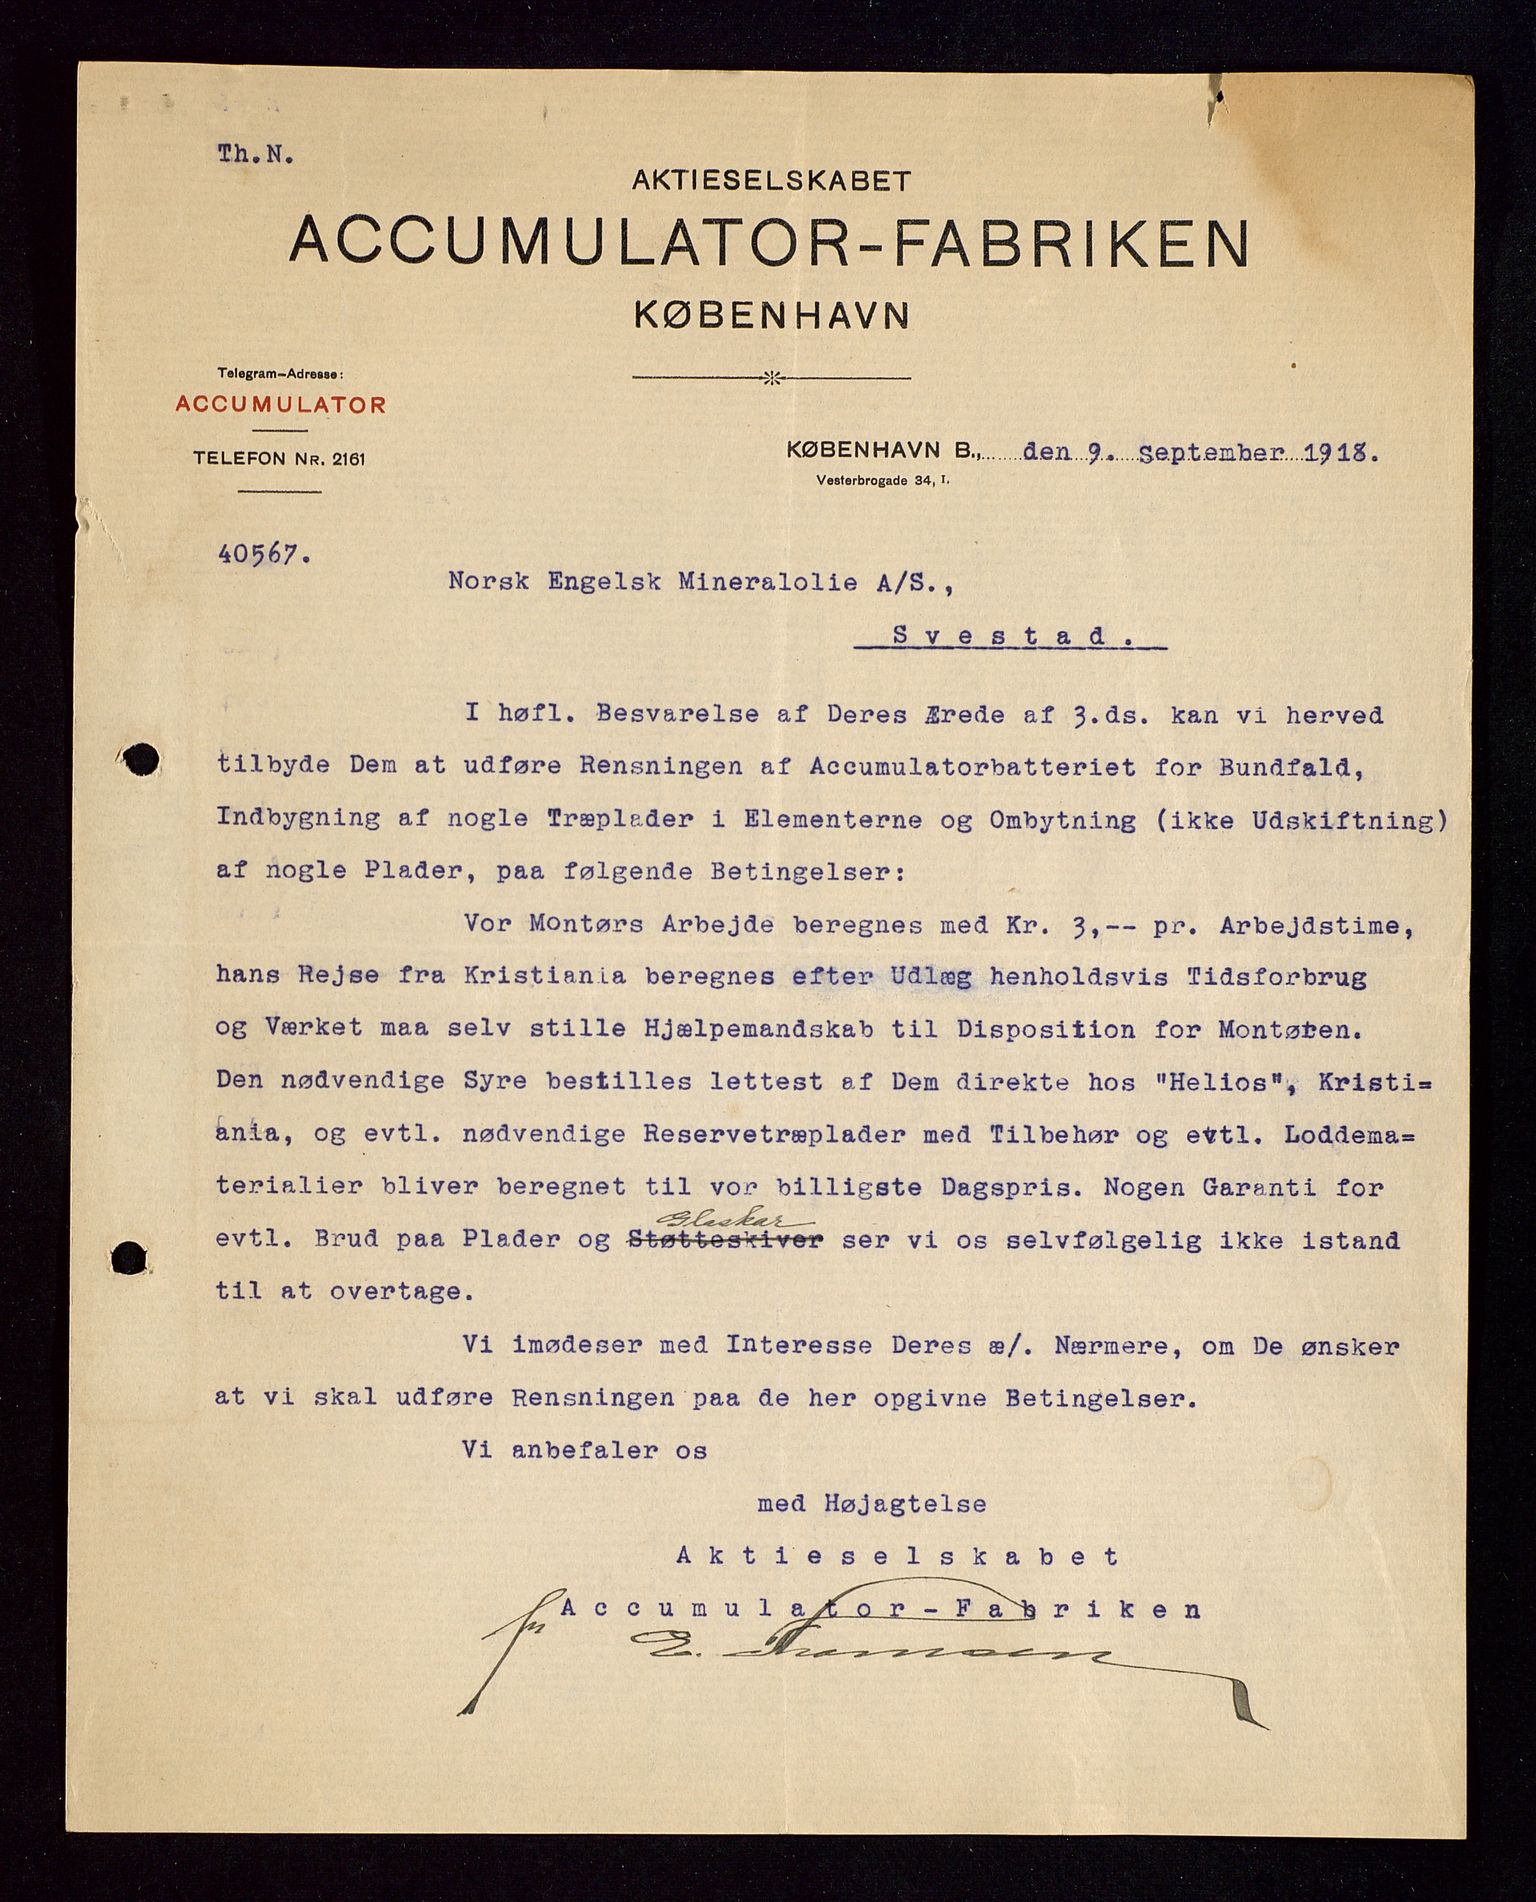 Th.N.
AKTIESELSKABET
ACCUMULATOR-FABRIKEN
KØBENHAVN
Telegram-Adresse:
ACCUMULATOR
TELEFON NR. 2161
KØBENHAVN B., den 9. September 1918.
Vesterbrogade 34, I.
40567.
Norsk Engelsk Mineralolie A/S.,
Svestad.
I høfl. Besvarelse af Deres Ærede af 3.ds. kan vi herved
tilbyde Dem at udføre Rensningen af Accumulatorbatteriet for Bundfald,
Indbygning af nogle Træplader i Elementerne og Ombytning (ikke Udskiftning)
af nogle Plader, paa følgende Betingelser:
Vor Montørs Arbejde beregnes med Kr. 3,-- pr. Arbejdstime,
hans Rejse fra Kristiania beregnes efter Udlæg henholdsvis Tidsforbrug
og Værket maa selv stille Hjælpemandskab til Disposition for Montøren.
Den nødvendige Syre bestilles lettest af Dem direkte hos "Helios", Kristi=
ania, og evtl. nødvendige Reservetræplader med Tilbehør og evtl. Loddema=
terialier bliver beregnet til vor billigste Dagspris. Nogen Garanti for
Glaskar
evtl. Brud paa Plader og Støtteskiver ser vi os selvfølgelig ikke istand
til at overtage.
Vi imødeser med Interesse Deres æ/. Nærmere, om De ønsker
at vi skal udføre Rensningen paa de her opgivne Betingelser.
Vi anbefaler os
med Højagtelse
Aktieselskabet
Accumulator-Fabriken
E. Thomsen